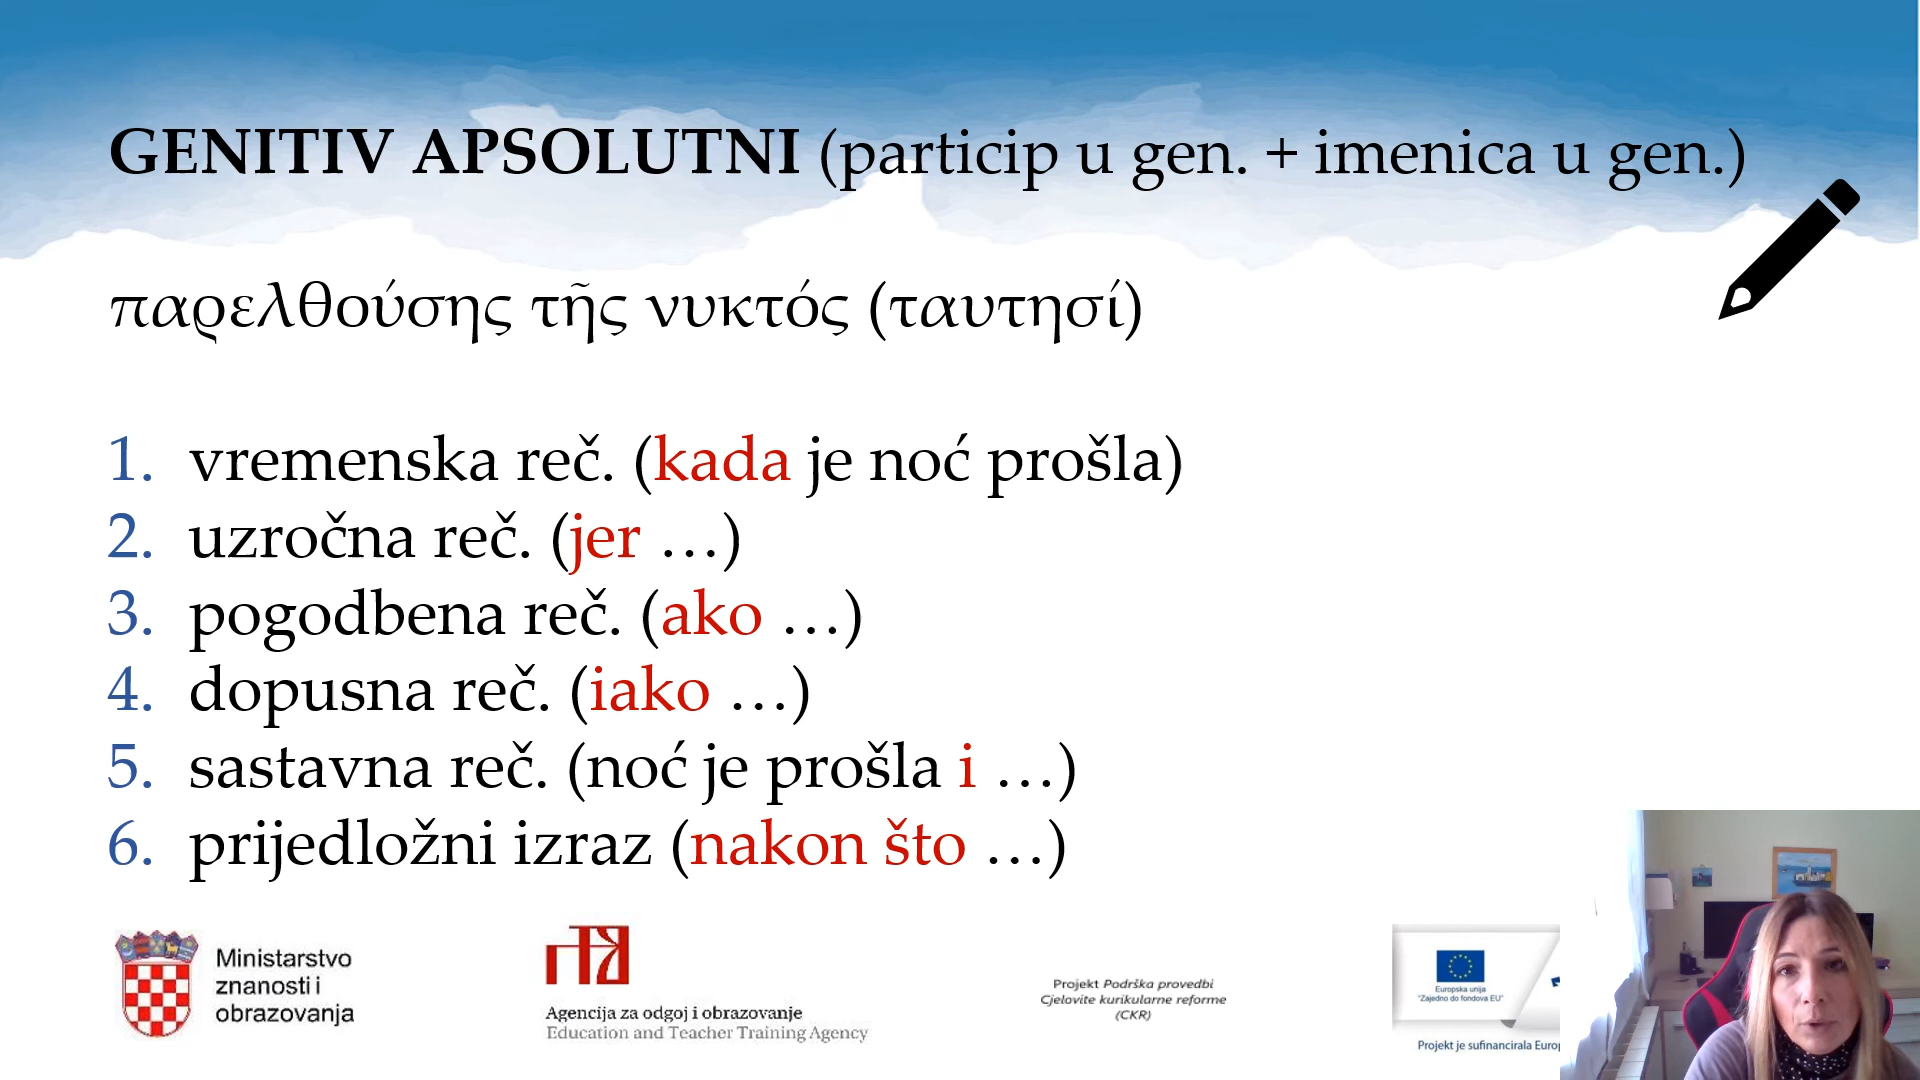 GENITIV APSOLUTNI (particip u gen. + imenica u gen.)
παρελθούσης τῆς νυκτός (ταυτησί)
1. vremenska reč. (kada je noć prošla)
2. uzročna reč. (jer …)
3. pogodbena reč. (ako …)
4. dopusna reč. (iako …)
5. sastavna reč. (noć je prošla i …)
6. prijedložni izraz (nakon što …)
Ministarstvo
znanosti i
obrazovanja
Agencija za odgoj i obrazovanje
Education and Teacher Training Agency
Projekt Podrška provedbi
Cjelovite kurikularne reforme
(CKR)
Europska unija
"Zajedno do fondova EU"
Projekt je sufinancirala